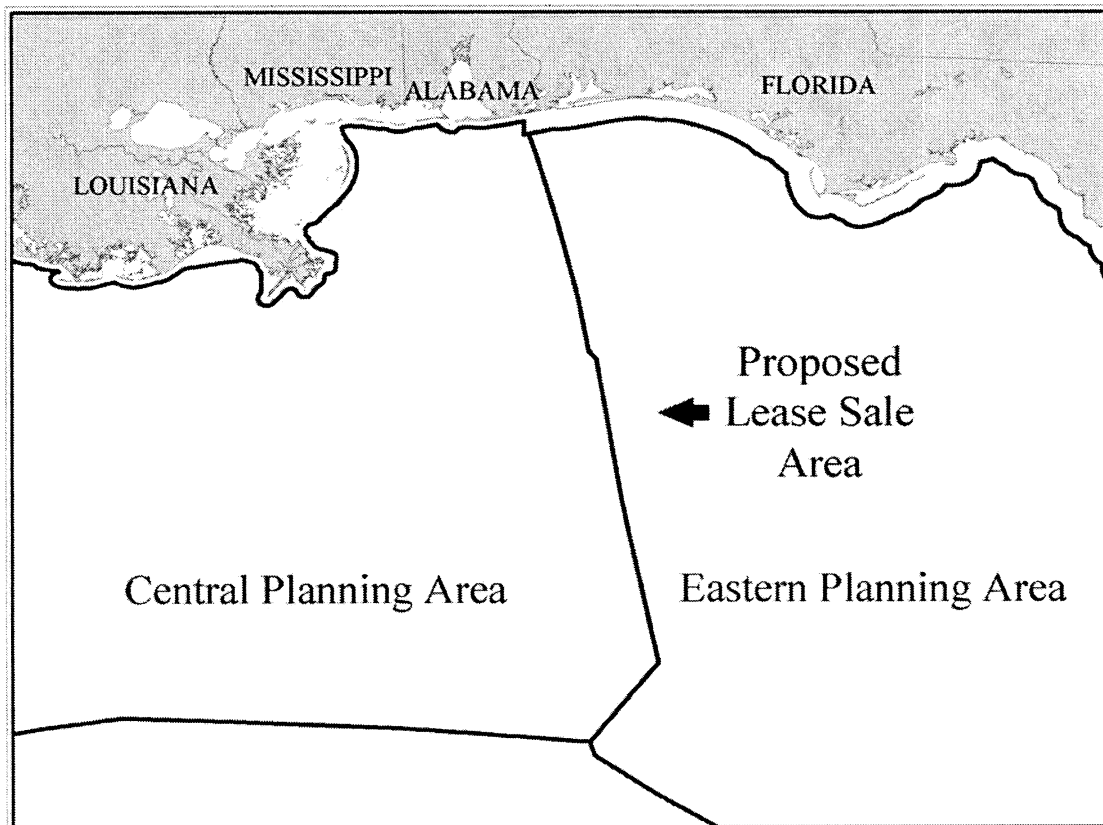 MISSISSIPPI
ALABAMA
FLORIDA
LOUISIANA
Proposed
Lease Sale
Area
Central Planning Area
Eastern Planning Area